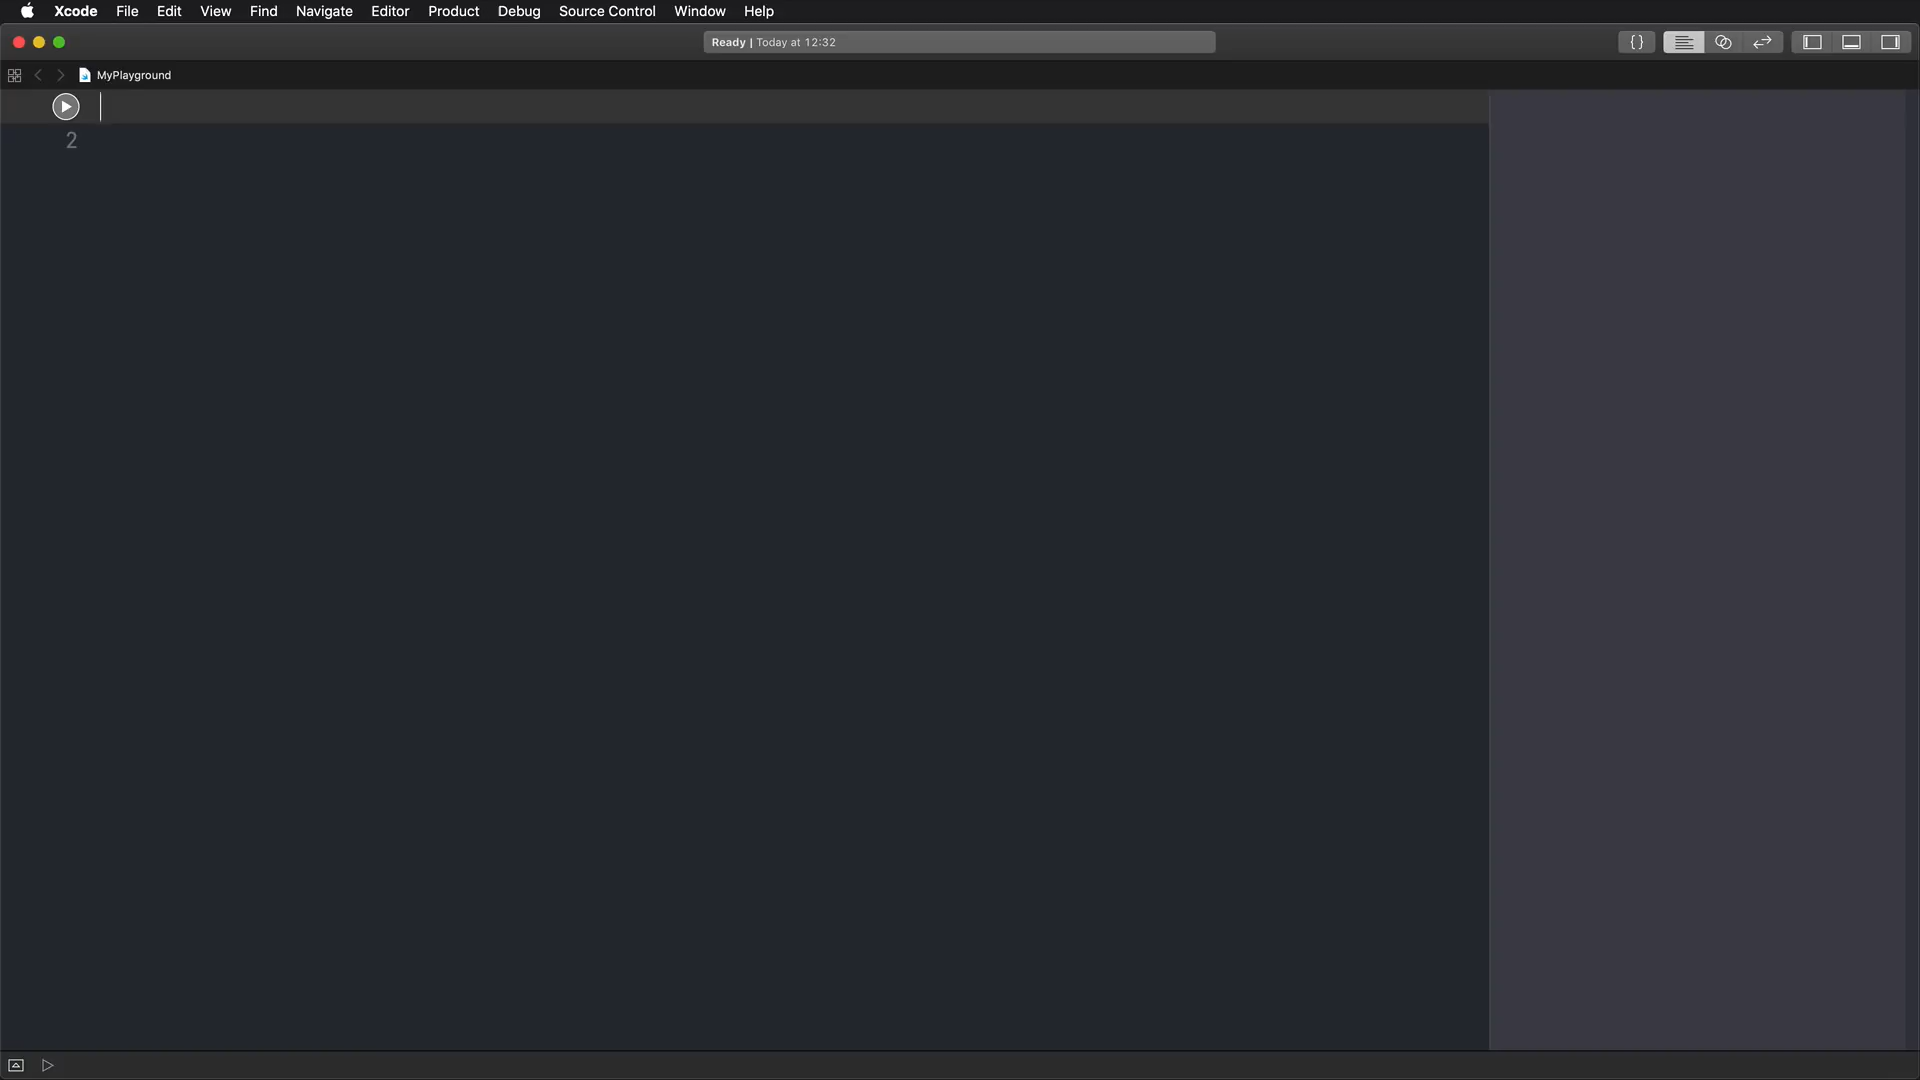 Xcode File Edit View Find Navigate Editor Product Debug Source Control Window Help
Ready | Today at 12:32
{}
MyPlayground
2